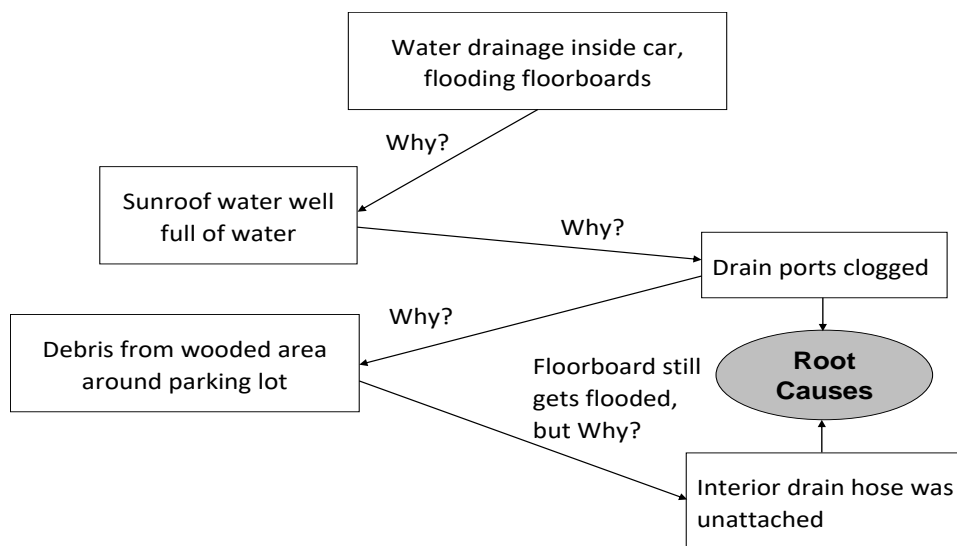 Water drainage inside car,
flooding floorboards
Why?
Sunroof water well
full of water
Why?
Drain ports clogged
Why?
Debris from wooded area
around parking lot
Floorboard still
gets flooded,
but Why?
Root
Causes
Interior drain hose was
unattached